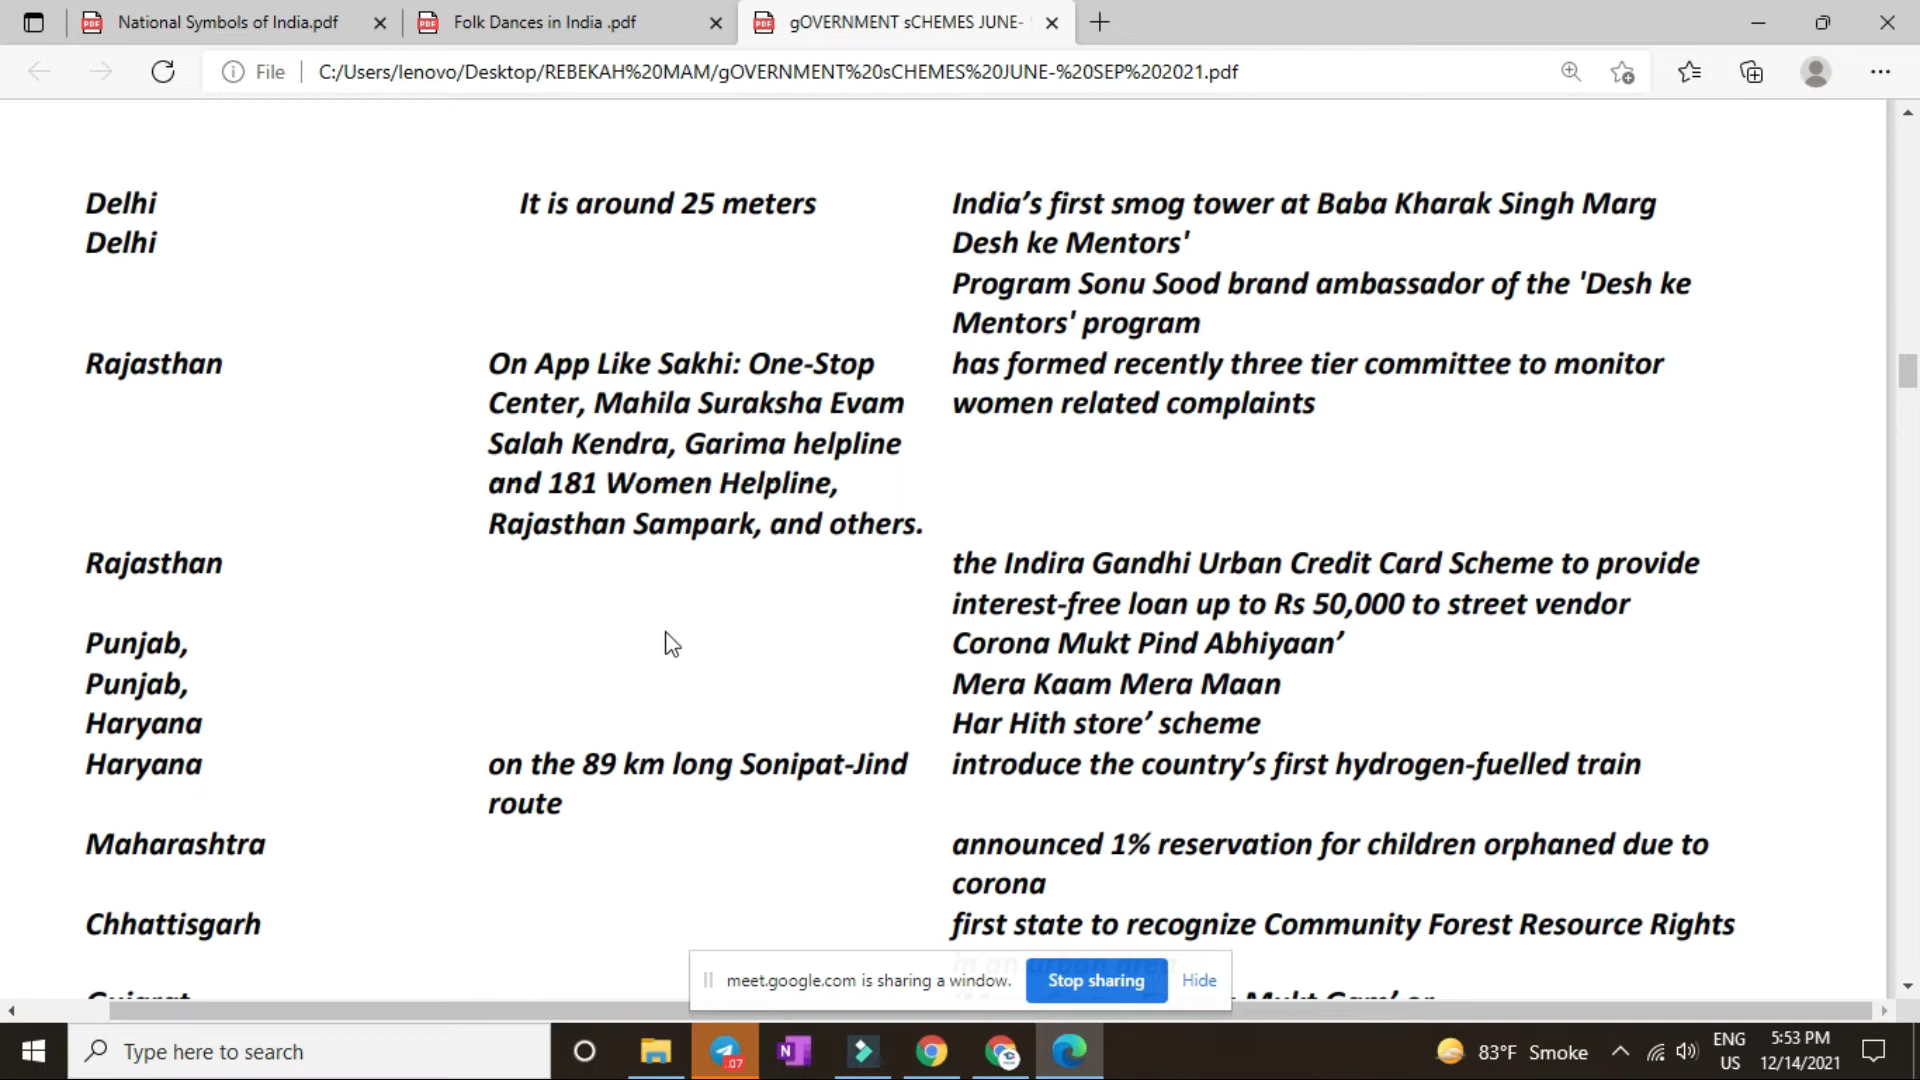 National Symbols of India.pdf
Folk Dances in India .pdf
gOVERNMENT sCHEMES JUNE-
File
C:/Users/lenovo/Desktop/REBEKAH%20MAM/gOVERNMENT%20sCHEMES%20JUNE-%20SEP%202021.pdf
Delhi It is around 25 meters India's first smog tower at Baba Kharak Singh Marg
Delhi Desh ke Mentors'
Program Sonu Sood brand ambassador of the 'Desh ke
Mentors' program
Rajasthan On App Like Sakhi: One-Stop has formed recently three tier committee to monitor
Center, Mahila Suraksha Evam women related complaints
Salah Kendra, Garima helpline
and 181 Women Helpline,
Rajasthan Sampark, and others.
Rajasthan the Indira Gandhi Urban Credit Card Scheme to provide
interest-free loan up to Rs 50,000 to street vendor
Punjab, Corona Mukt Pind Abhiyaan’
Punjab, Mera Kaam Mera Maan
Haryana Har Hith store’ scheme
Haryana on the 89 km long Sonipat-Jind introduce the country’s first hydrogen-fuelled train
route
Maharashtra announced 1% reservation for children orphaned due to
corona
Chhattisgarh first state to recognize Community Forest Resource Rights
in an urban area
meet.google.com is sharing a window. Stop sharing Hide
Gujarat Mukt Gam’ or
Type here to search
.07
83°F Smoke
ENG
US
5:53 PM
12/14/2021